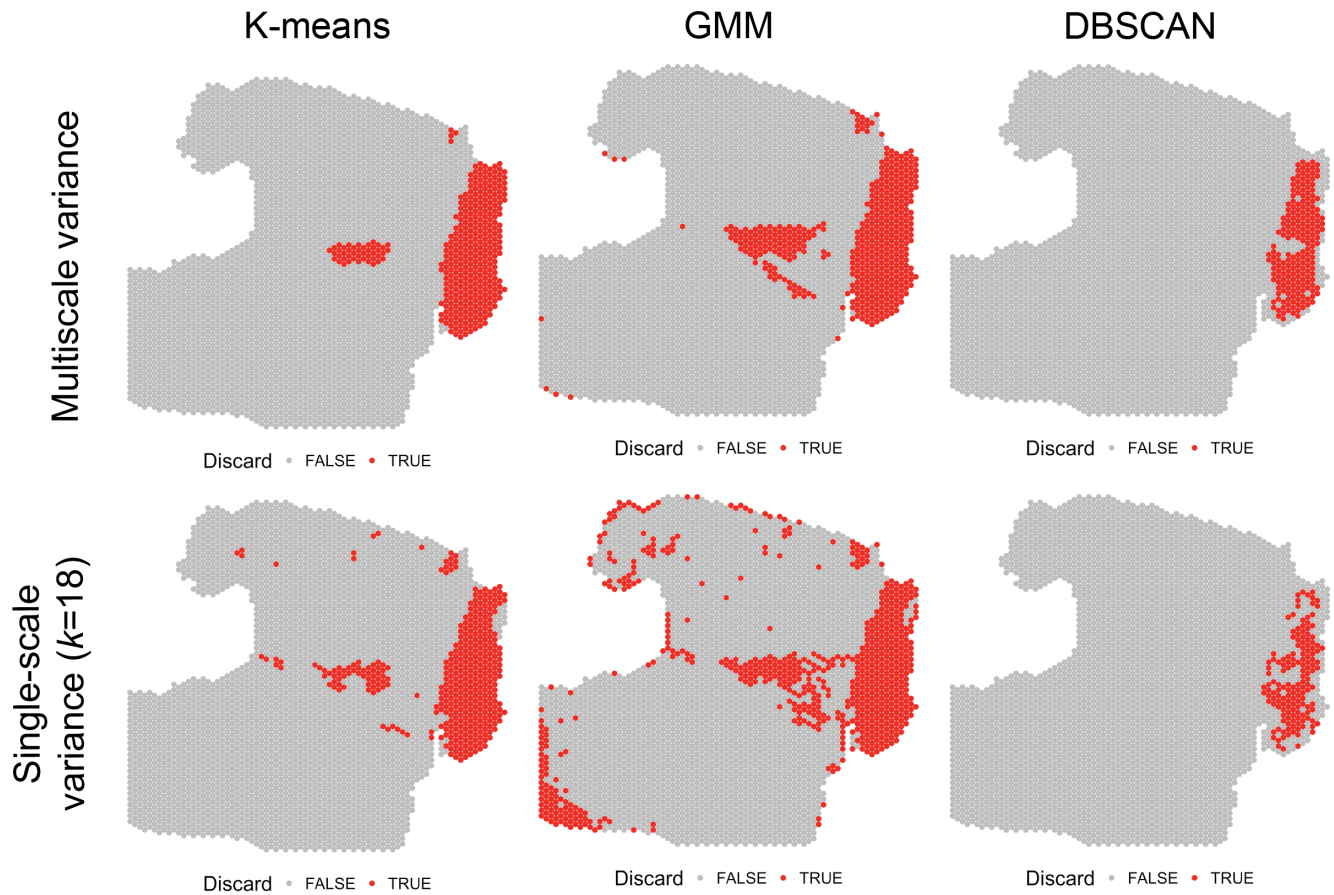 K-means
GMM
DBSCAN
Multiscale variance
Discard FALSE TRUE
Discard FALSE TRUE
Discard FALSE TRUE
Single-scale
variance (k=18)
Discard FALSE TRUE
Discard FALSE TRUE
Discard FALSE TRUE